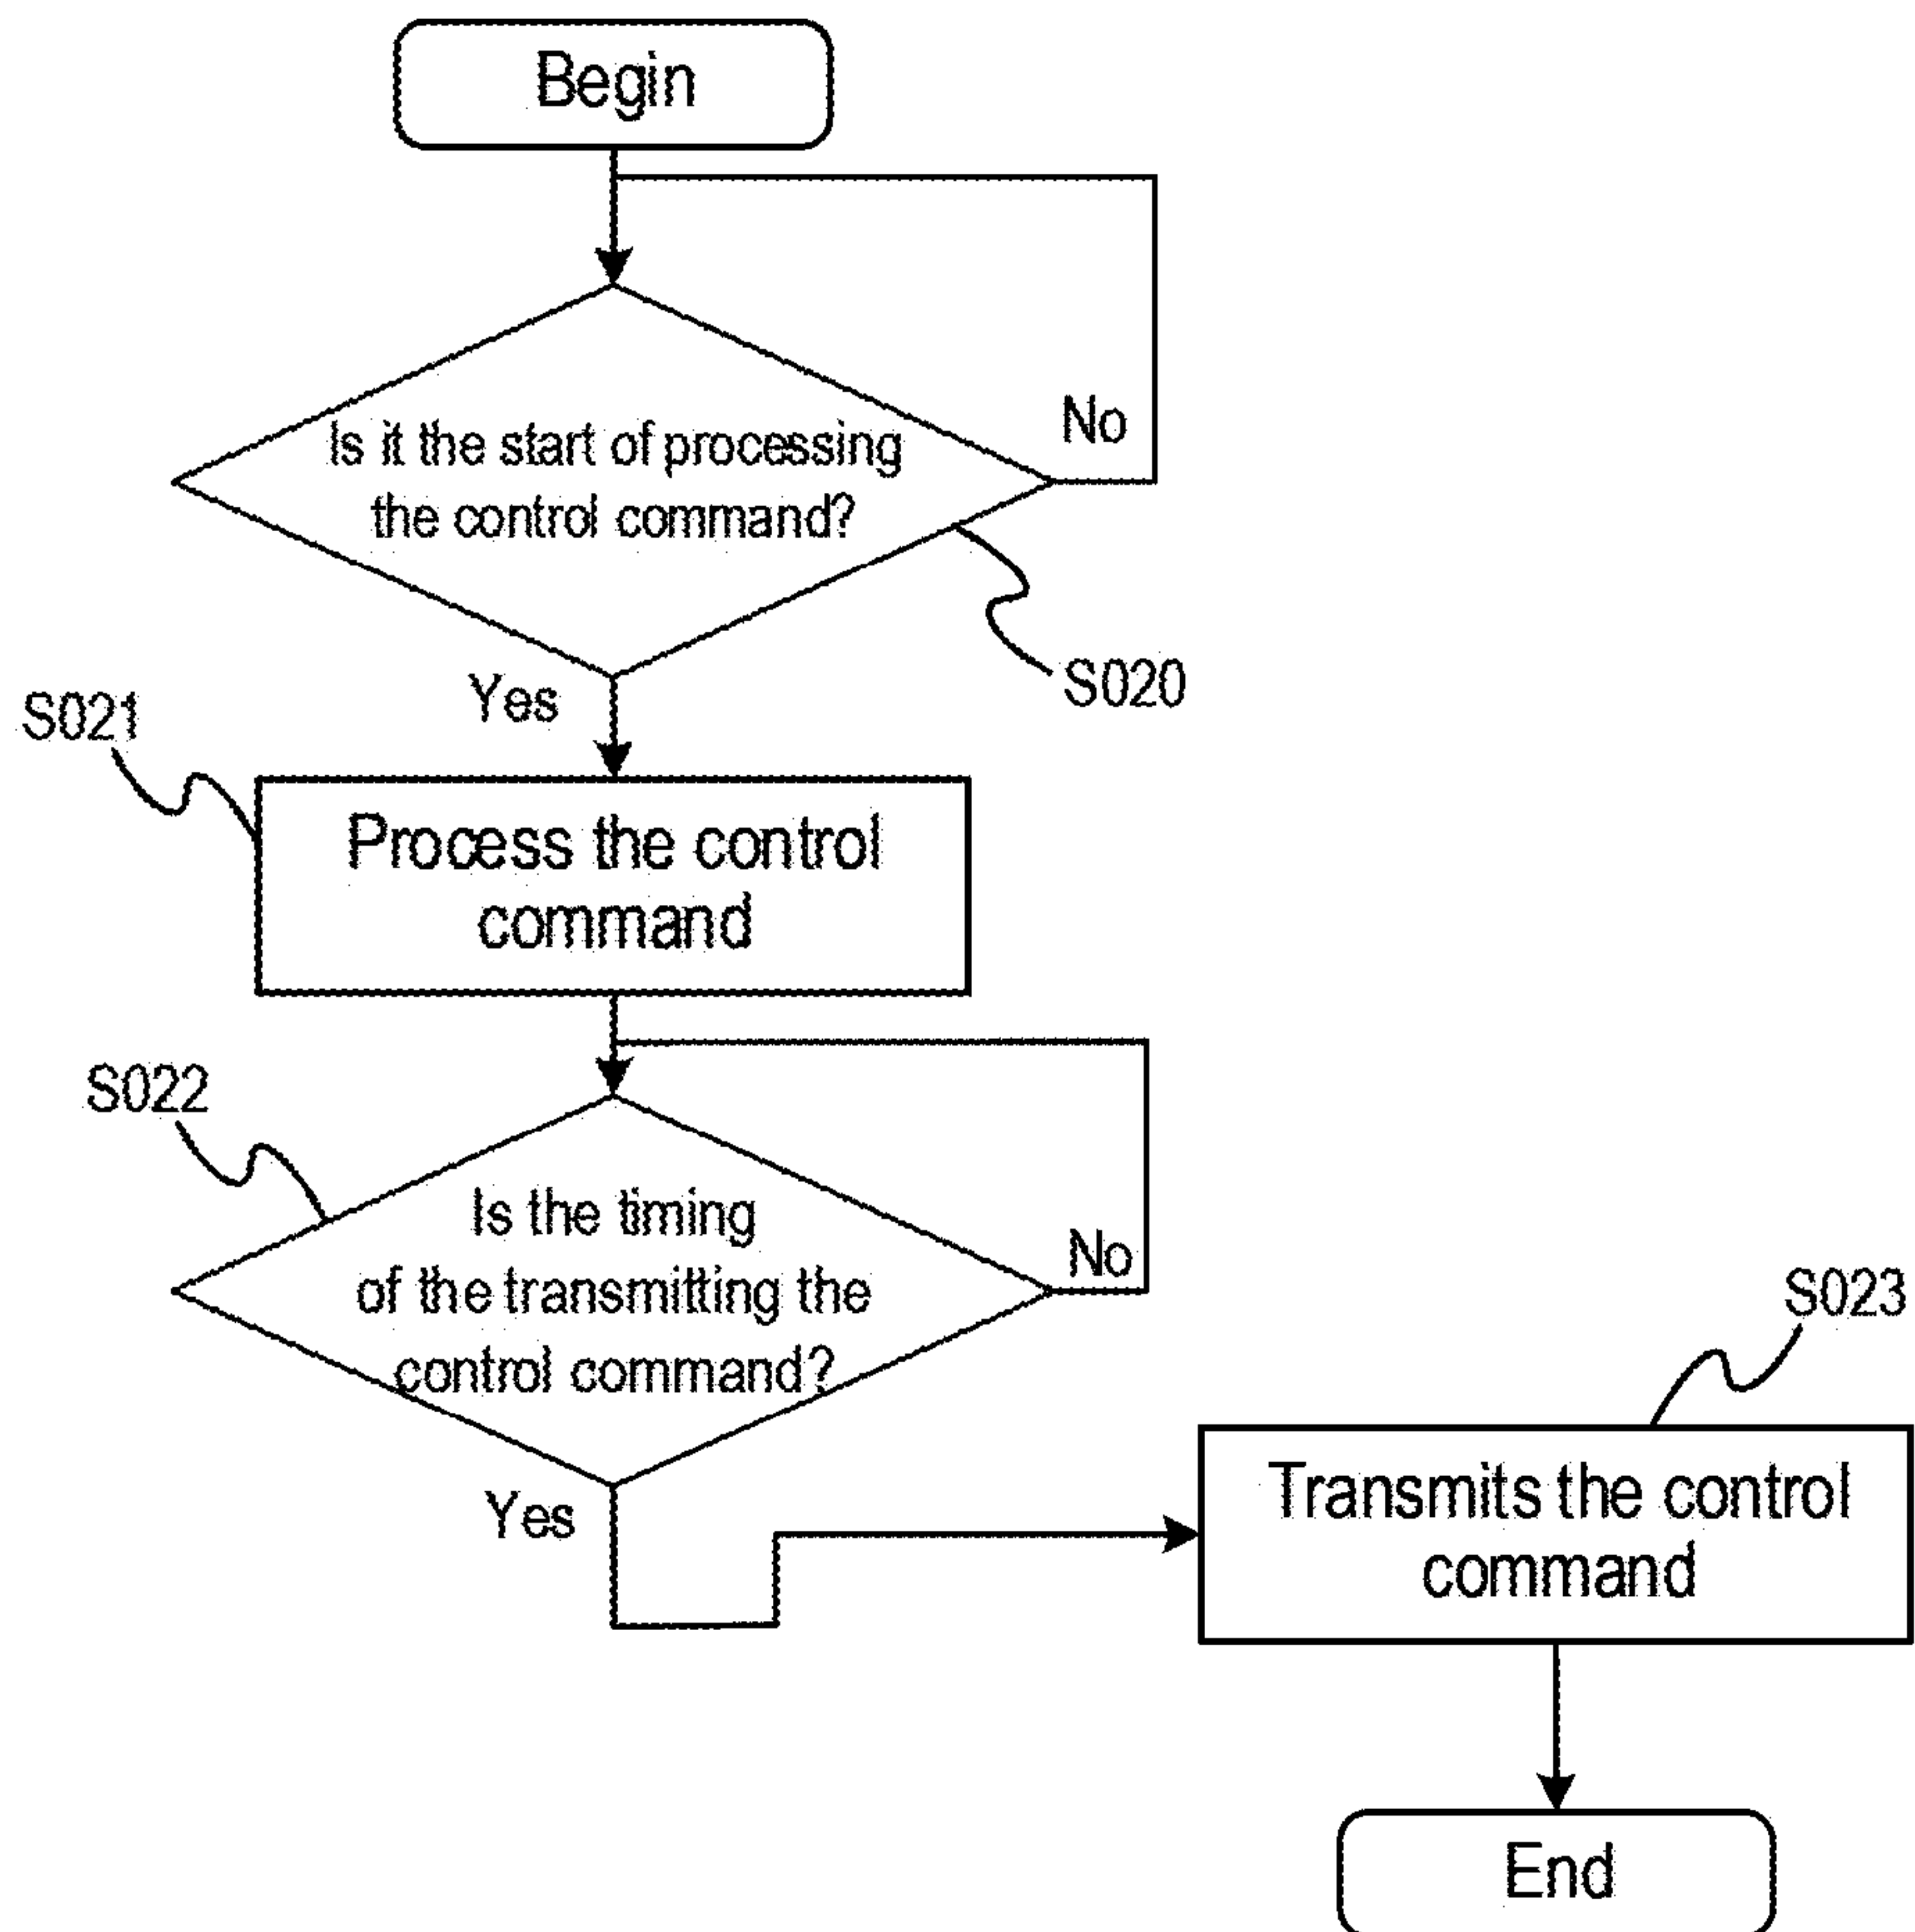 Begin
Is it the start of processing
the control command?
No
S020
Yes
S021
Process the control
command
S022
Is the timing
of the transmitting the
control command?
No
Yes
S023
Transmits the control
command
End